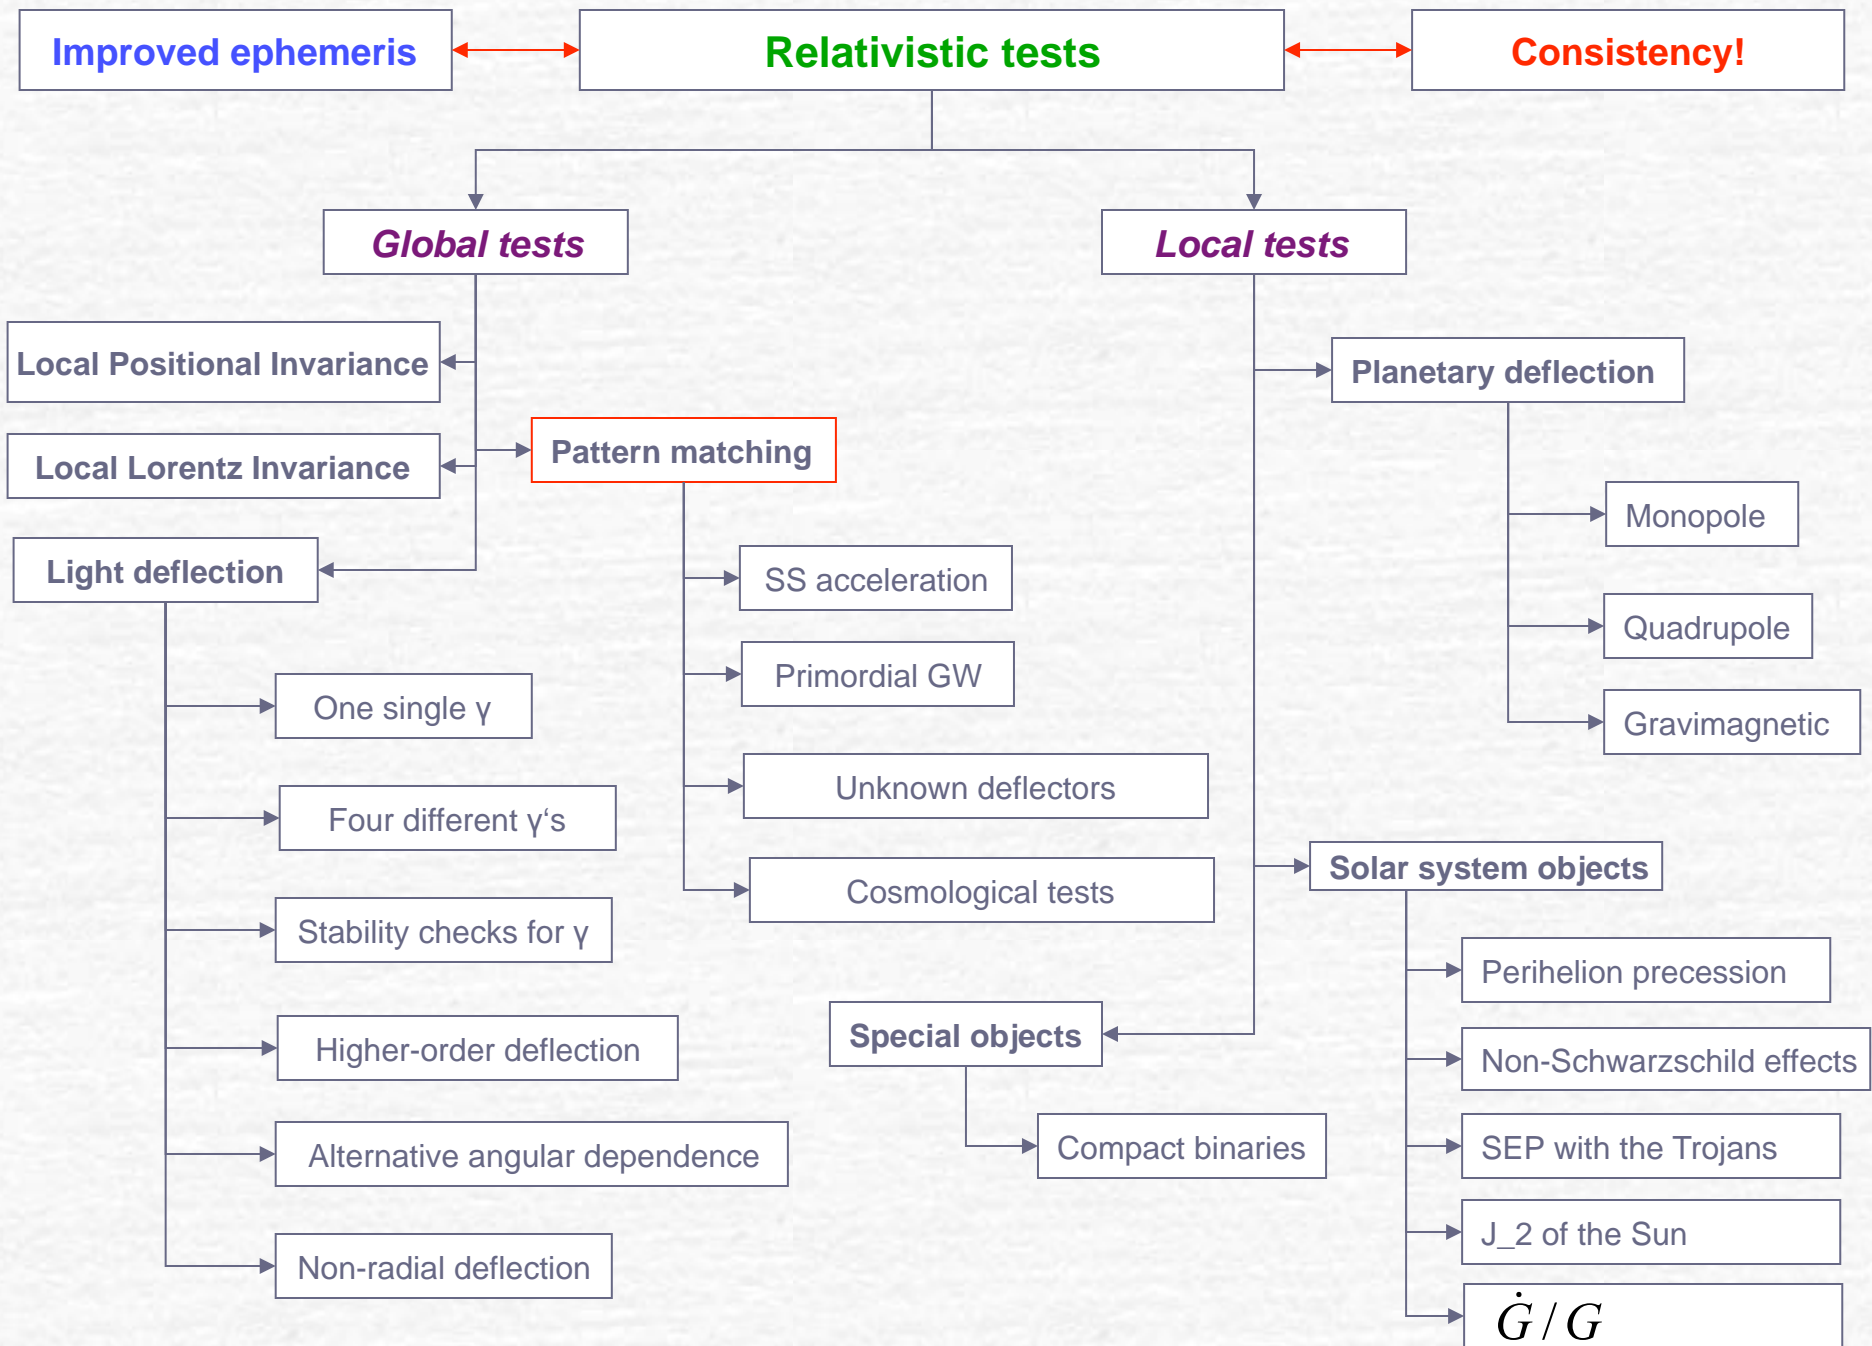 Improved ephemeris
Relativistic tests
Consistency!
Global tests
Local tests
Local Positional Invariance
Local Lorentz Invariance
Pattern matching
Light deflection
SS acceleration
Primordial GW
Unknown deflectors
Cosmological tests
One single γ
Four different γ‘s
Stability checks for γ
Higher-order deflection
Alternative angular dependence
Non-radial deflection
Planetary deflection
Monopole
Quadrupole
Gravimagnetic
Solar system objects
Perihelion precession
Non-Schwarzschild effects
SEP with the Trojans
J_2 of the Sun
Ġ / G
Special objects
Compact binaries